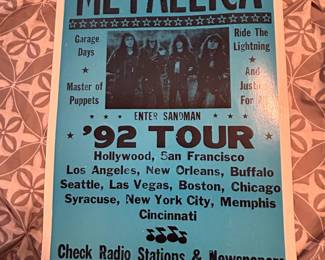 METALLICA
Garage
Days
Ride The
Lightning
Master of
Puppets
And
Justice
For All
ENTER SANDMAN
'92 TOUR
Hollywood, San Francisco
Los Angeles, New Orleans, Buffalo
Seattle, Las Vegas, Boston, Chicago
Syracuse, New York City, Memphis
Cincinnati
Check Radio Stations & Newspapers